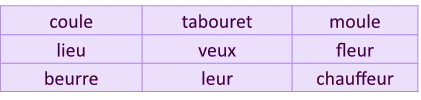 coule tabouret moule
lieu veux fleur
beurre leur chauffeur